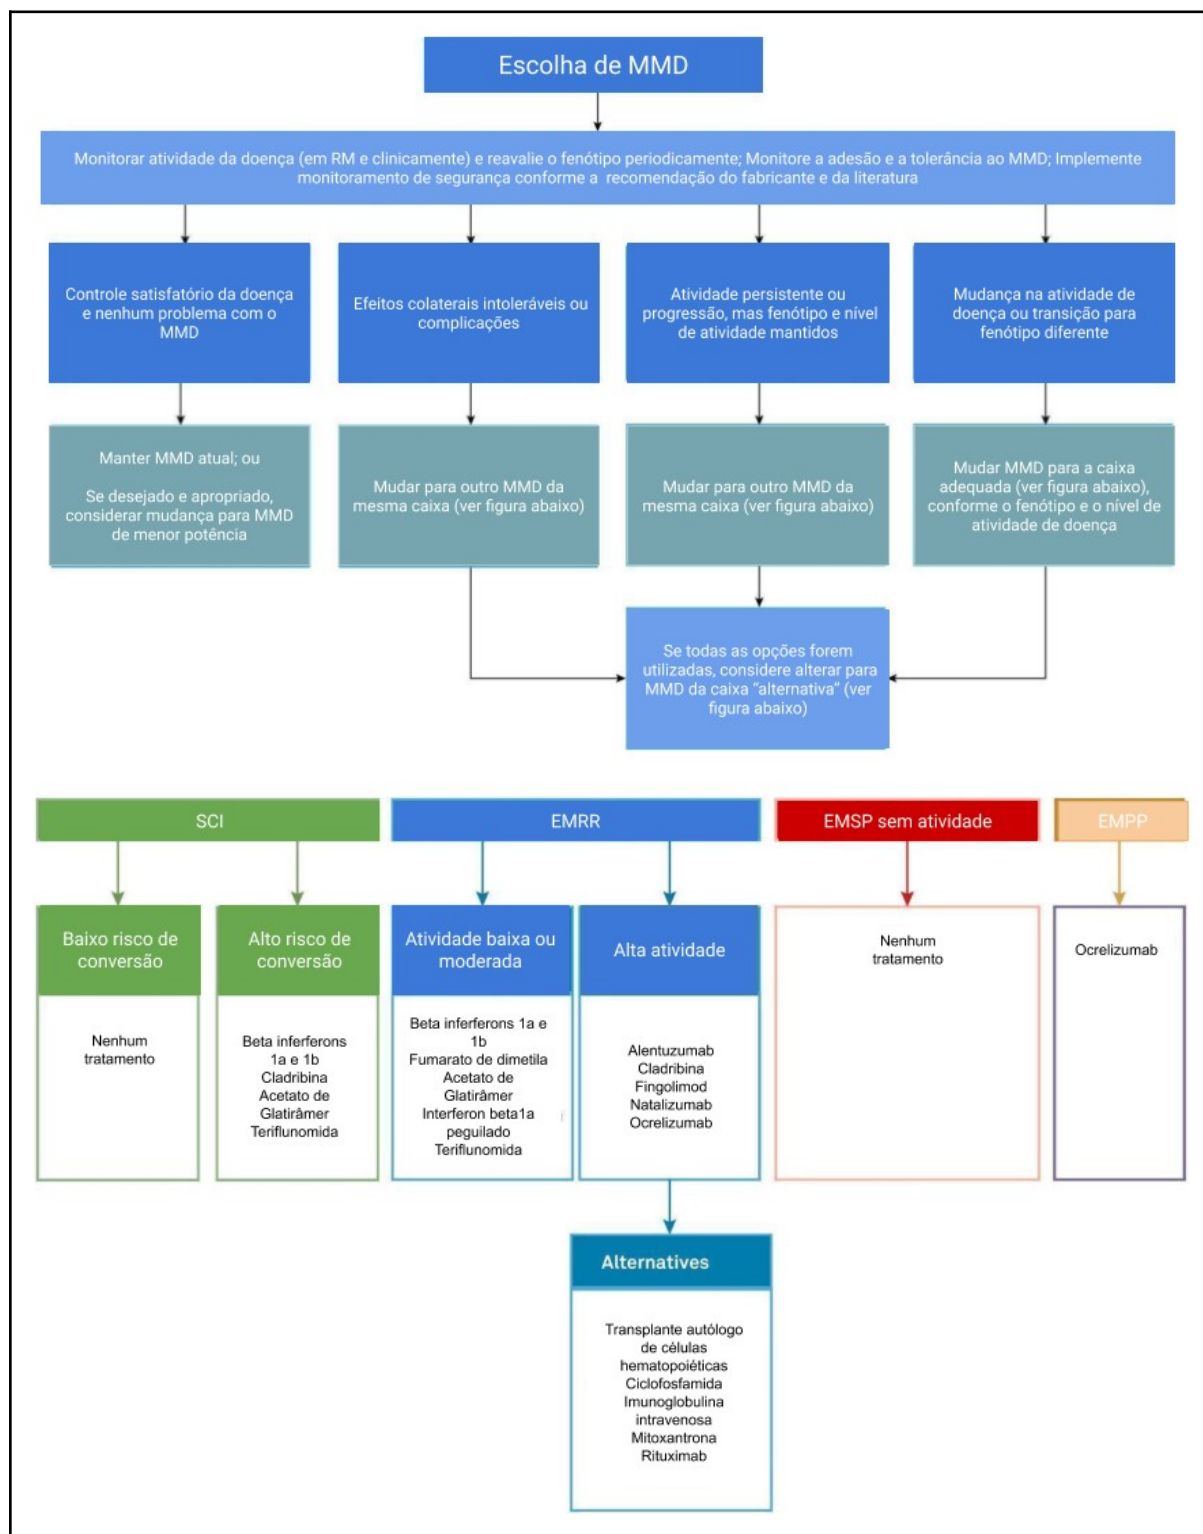 Escolha de MMD
Monitorar atividade da doença (em RM e clinicamente) e reavalie o fenótipo periodicamente; Monitore a adesão e a tolerância ao MMD; Implemente
monitoramento de segurança conforme a recomendação do fabricante e da literatura
Controle satisfatório da doença
e nenhum problema com o
MMD
Efeitos colaterais intoleráveis ou
complicações
Atividade persistente ou
progressão, mas fenótipo e nível
de atividade mantidos
Mudança na atividade de
doença ou transição para
fenótipo diferente
Manter MMD atual; ou
Se desejado e apropriado,
considerar mudança para MMD
de menor potência
Mudar para outro MMD da
mesma caixa (ver figura abaixo)
Mudar para outro MMD da
mesma caixa (ver figura abaixo)
Mudar MMD para a caixa
adequada (ver figura abaixo),
conforme o fenótipo e o nível de
atividade de doença
Se todas as opções forem
utilizadas, considere alterar para
MMD da caixa “alternativa” (ver
figura abaixo)
SCI
EMRR
EMSP sem atividade
EMPP
Baixo risco de
conversão
Alto risco de
conversão
Atividade baixa ou
moderada
Alta atividade
Nenhum
tratamento
Ocrelizumab
Nenhum
tratamento
Beta inferferons
1a e 1b
Cladribina
Acetato de
Glatirâmer
Teriflunomida
Beta inferferons 1a e
1b
Fumarato de dimetila
Acetato de
Glatirâmer
Interferon beta1a
peguilado
Teriflunomida
Alentuzumab
Cladribina
Fingolimod
Natalizumab
Ocrelizumab
Alternatives
Transplante autólogo
de células
hematopoiéticas
Ciclofosfamida
Imunoglobulina
intravenosa
Mitoxantrona
Rituximab